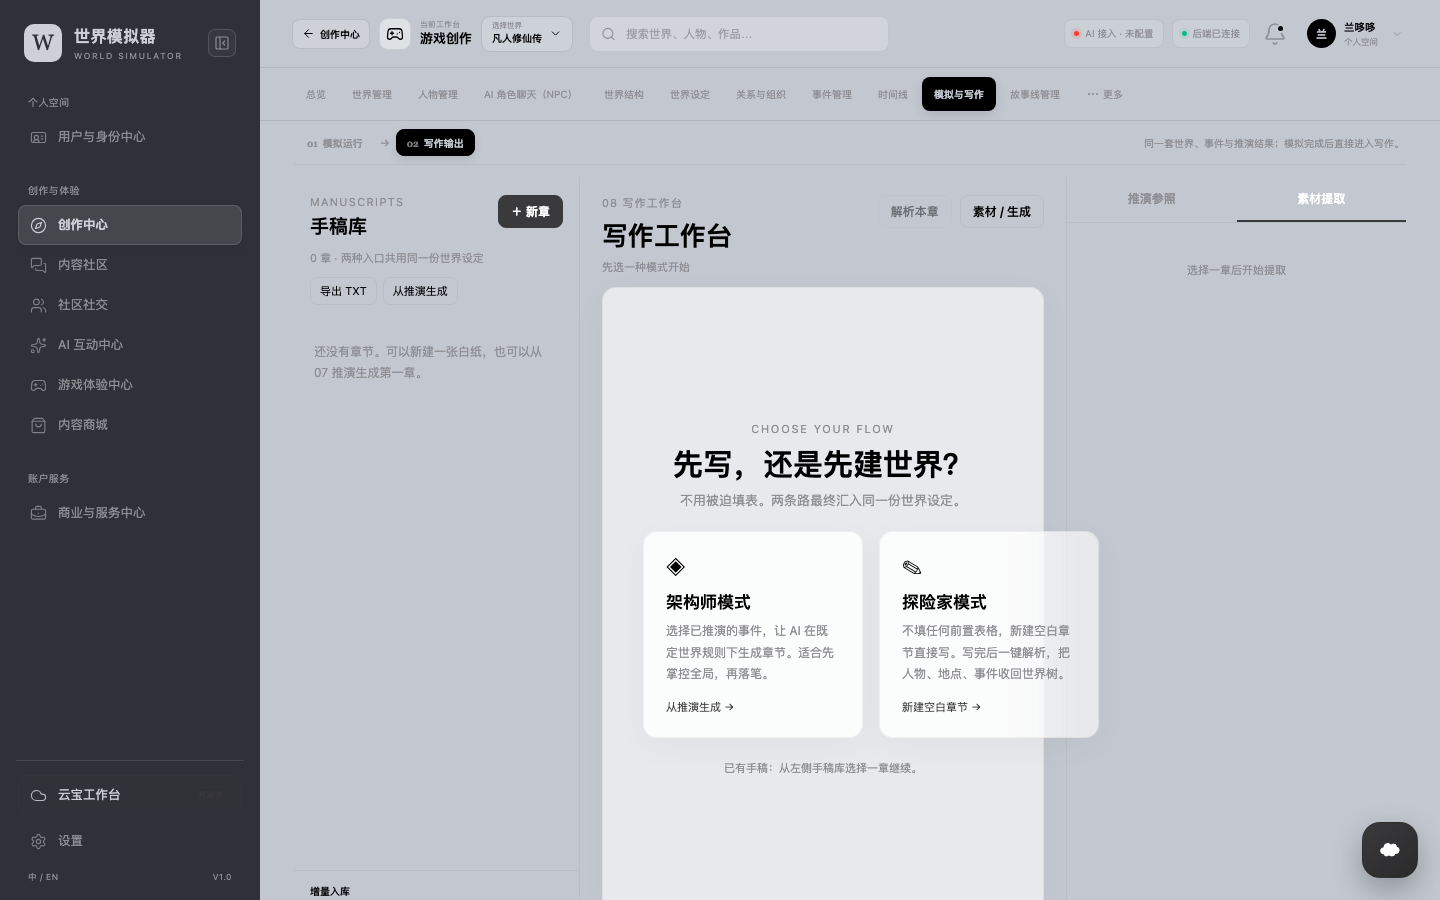 W
世界模拟器
WORLD SIMULATOR
个人空间
用户与身份中心
创作与体验
创作中心
内容社区
社区社交
AI 互动中心
游戏体验中心
内容商城
账户服务
商业与服务中心
云宝工作台
设置
中 / EN
V1.0
← 创作中心
当前工作台
游戏创作
选择世界
凡人修仙传
搜索世界、人物、作品...
AI 接入 · 未配置
后端已连接
兰
兰哆哆
个人空间
总览
世界管理
人物管理
AI 角色聊天（NPC）
世界结构
世界设定
关系与组织
事件管理
时间线
模拟与写作
故事线管理
··· 更多
01 模拟运行
→
02 写作输出
同一套世界、事件与推演结果；模拟完成后直接进入写作。
MANUSCRIPTS
手稿库
+ 新章
0 章 · 两种入口共用同一份世界设定
导出 TXT
从推演生成
还没有章节。可以新建一张白纸，也可以从
07 推演生成第一章。
增量入库
08 写作工作台
写作工作台
先选一种模式开始
解析本章
素材 / 生成
CHOOSE YOUR FLOW
先写，还是先建世界？
不用被迫填表。两条路最终汇入同一份世界设定。
◈
架构师模式
选择已推演的事件，让 AI 在既
定世界规则下生成章节。适合先
掌控全局，再落笔。
从推演生成 →
✎
探险家模式
不填任何前置表格，新建空白章
节直接写。写完后一键解析，把
人物、地点、事件收回世界树。
新建空白章节 →
已有手稿：从左侧手稿库选择一章继续。
推演参照
素材提取
选择一章后开始提取